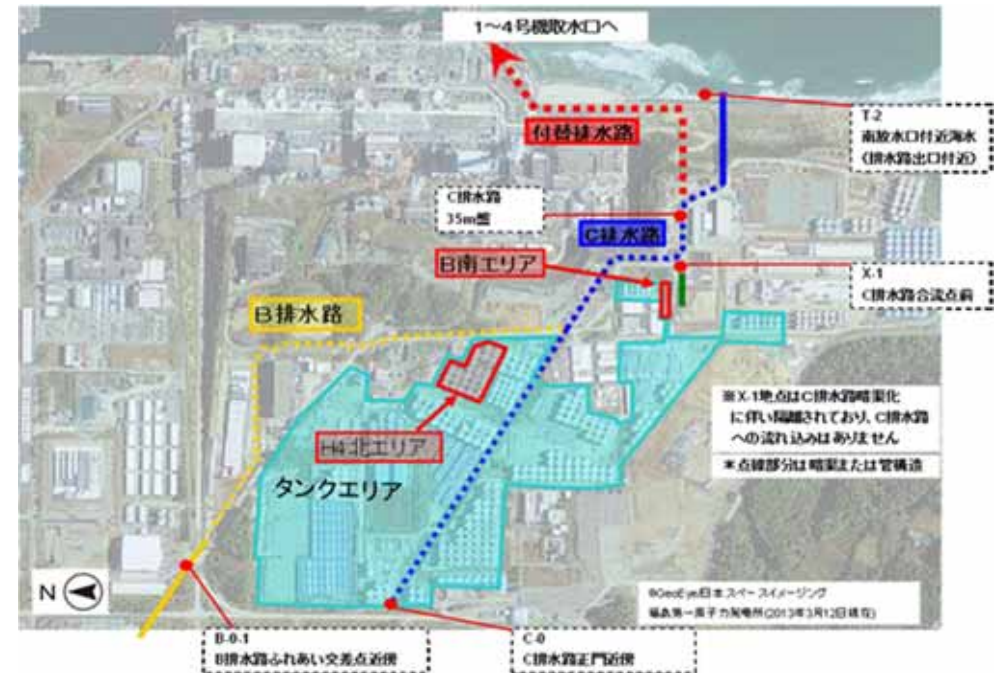 1~4号機取水口へ
付替排水路
T-2
南放水口付近海水
(排水路出口付近)
C排水路
35m盤
C排水路
B南エリア
X-1
C排水路合流点前
B排水路
※X-1地点はC排水路暗渠化
に伴い隔離されており、C排水路
への流れ込みはありません
H4北エリア
*点線部分は暗渠または管構造
タンクエリア
N
©GeoEye/日本スペースイメージング
福島第一原子力発電所(2013年3月12日現在)
B-0-1
B排水路ふれあい交差点近傍
C-0
C排水路正門近傍